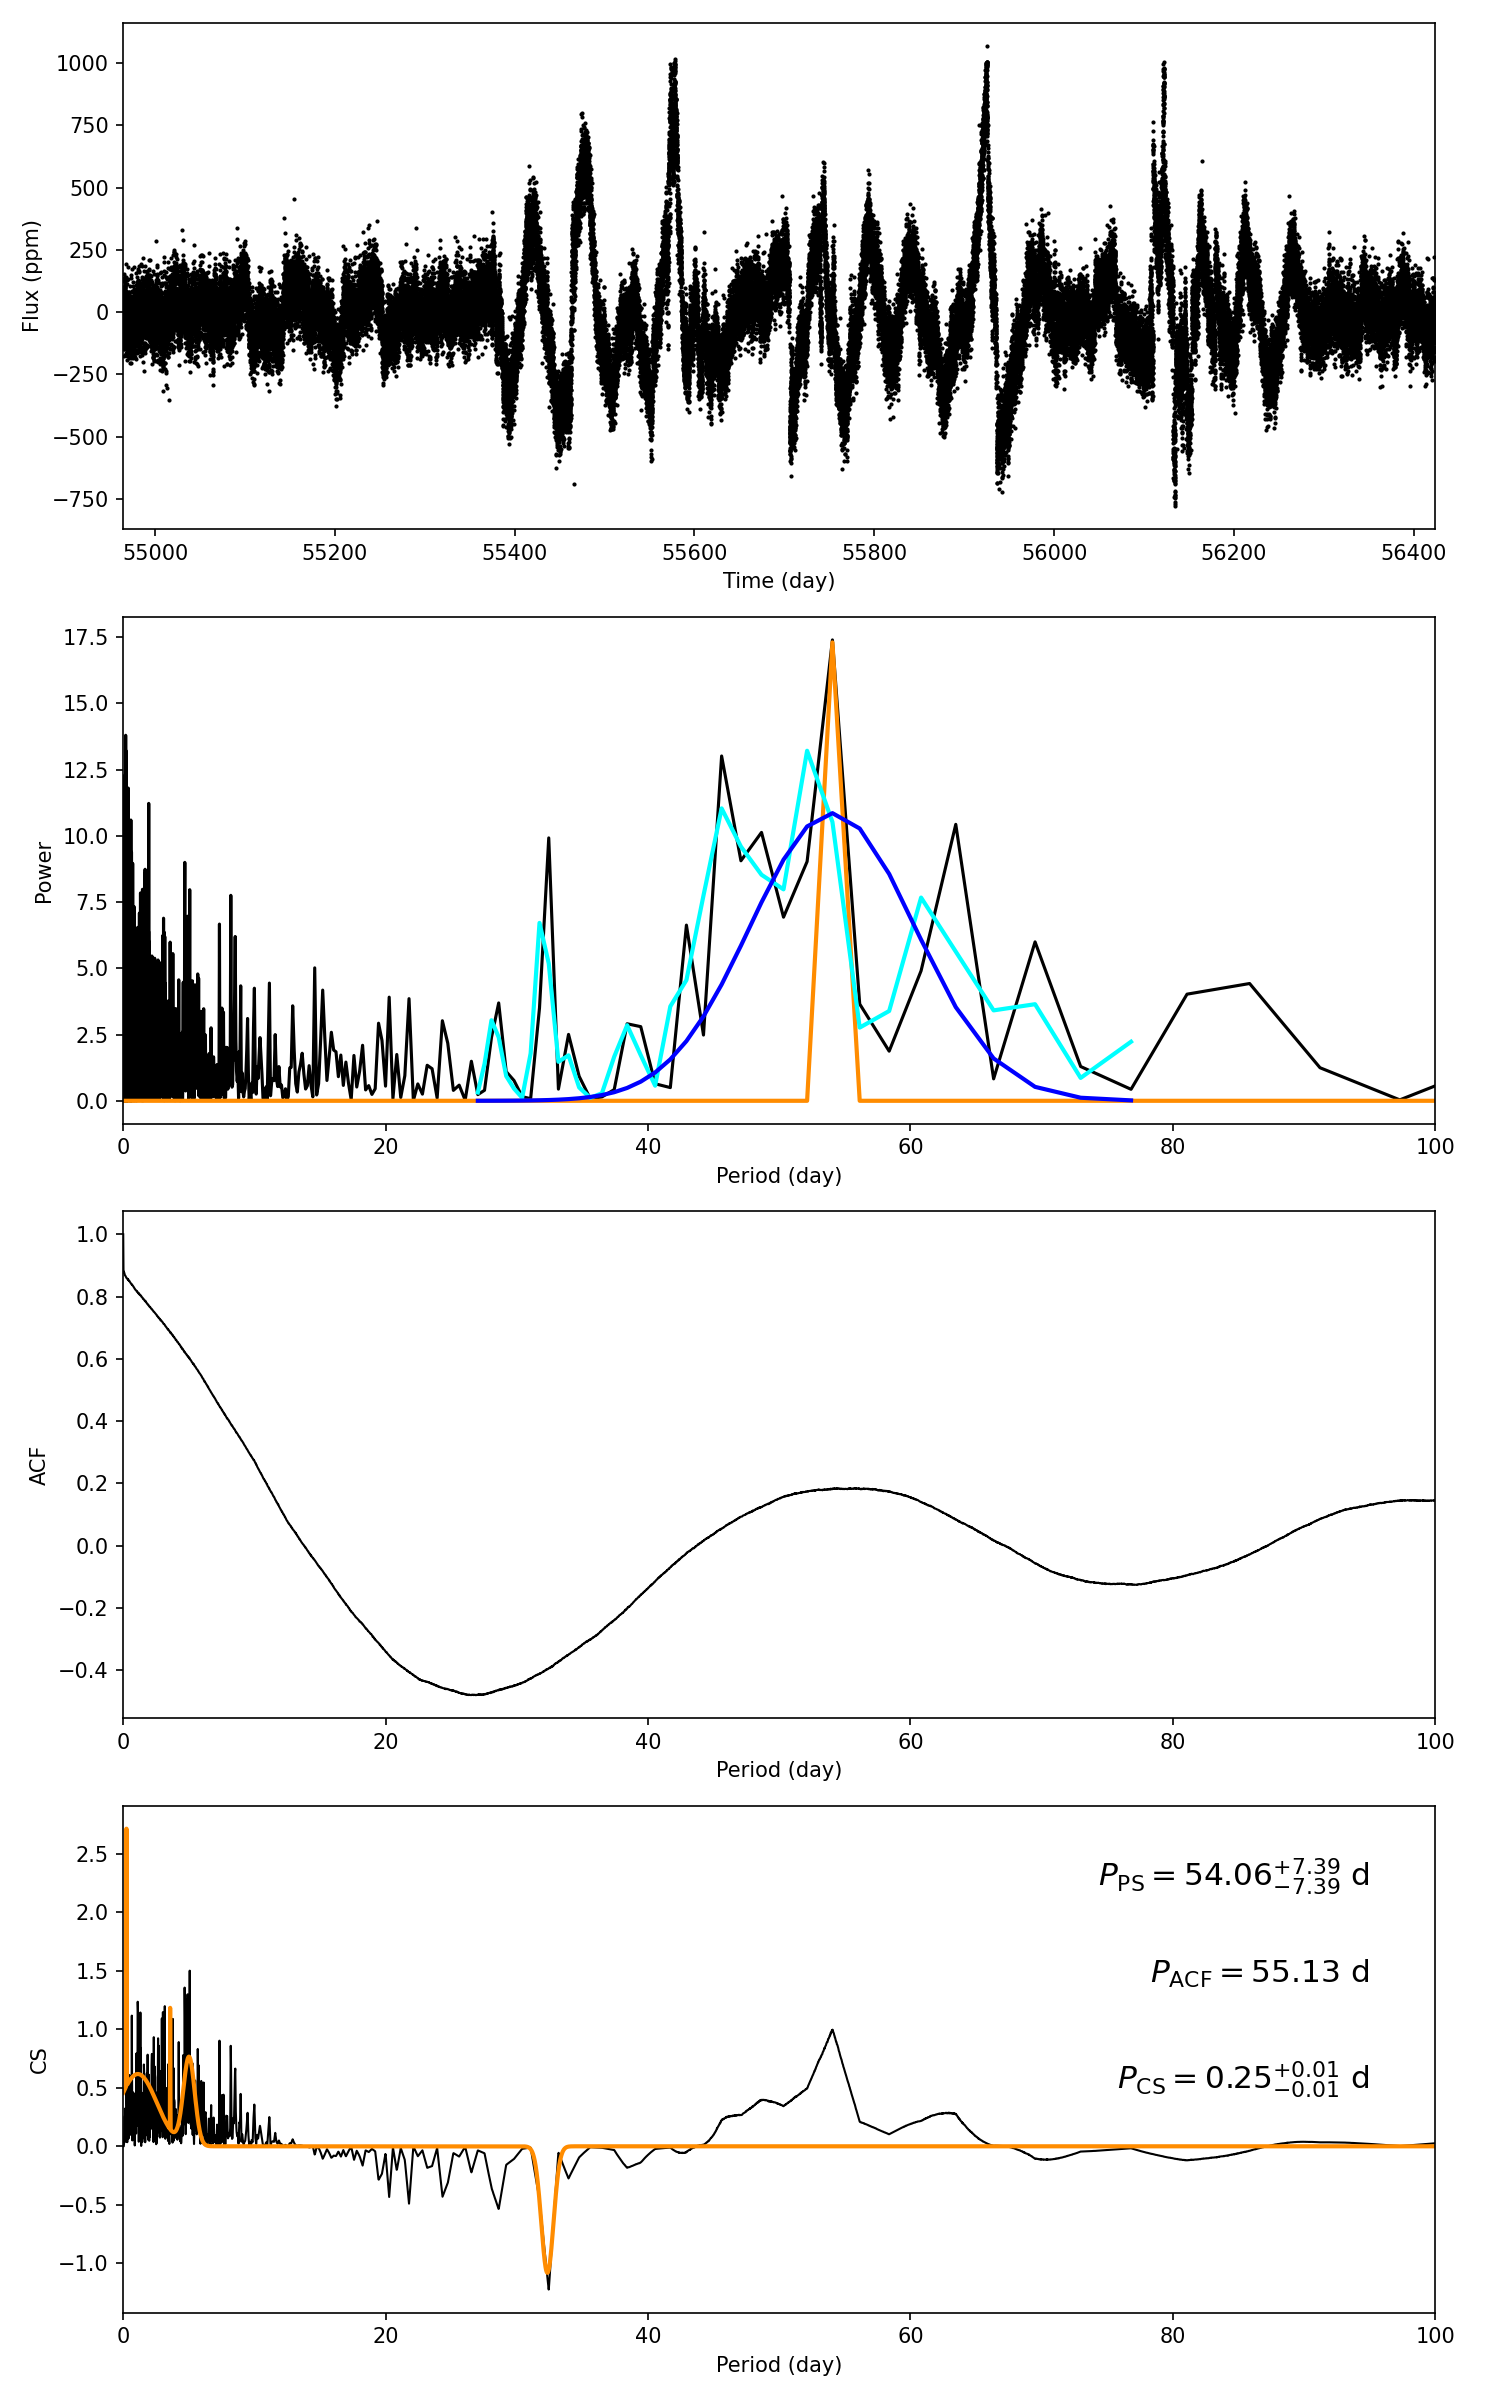 1000
750
500
250
0
−250
−500
−750
Flux (ppm)
55000 55200 55400 55600 55800 56000 56200 56400
Time (day)
17.5
15.0
12.5
10.0
7.5
5.0
2.5
0.0
Power
0 20 40 60 80 100
Period (day)
1.0
0.8
0.6
0.4
0.2
0.0
−0.2
−0.4
ACF
0 20 40 60 80 100
Period (day)
2.5
2.0
1.5
1.0
0.5
0.0
−0.5
−1.0
CS
P_PS = 54.06^{+7.39}_{−7.39} d
P_ACF = 55.13 d
P_CS = 0.25^{+0.01}_{−0.01} d
0 20 40 60 80 100
Period (day)